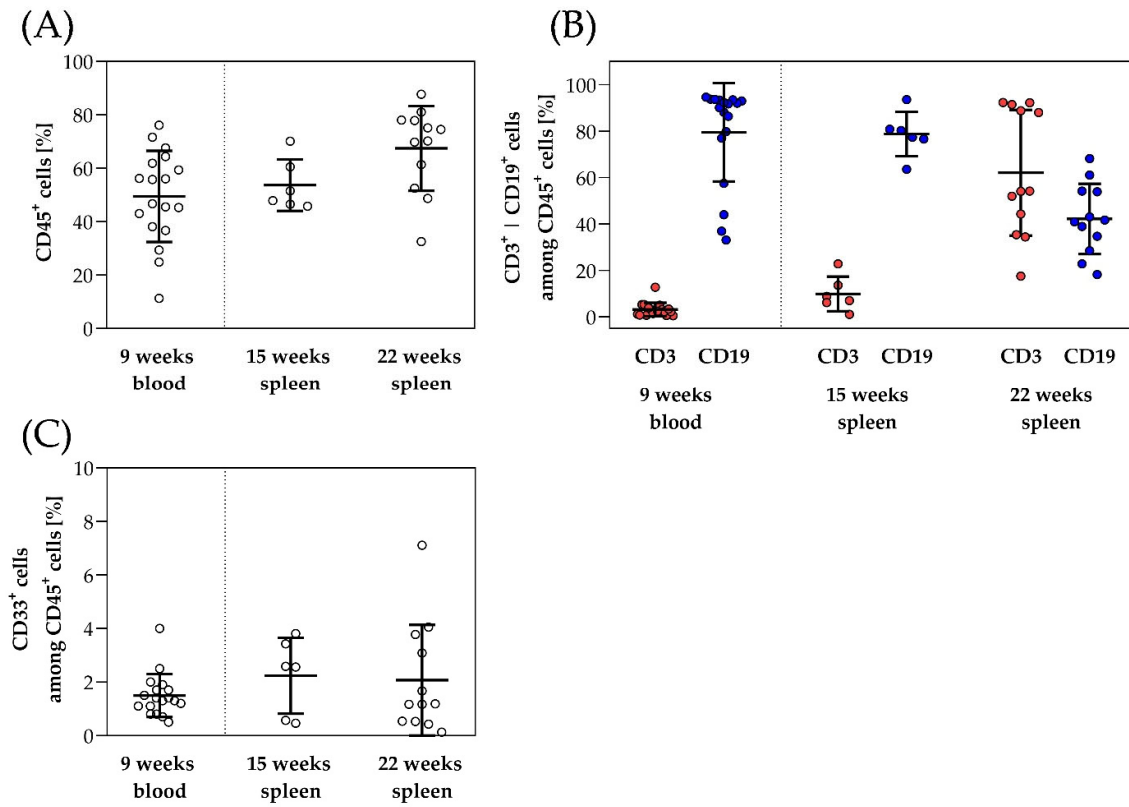 (A)
CD45⁺ cells [%]
100
80
60
40
20
0
9 weeks
blood
15 weeks
spleen
22 weeks
spleen
(B)
CD3⁺ | CD19⁺ cells
among CD45⁺ cells [%]
100
80
60
40
20
0
CD3 CD19 CD3 CD19 CD3 CD19
9 weeks
blood
15 weeks
spleen
22 weeks
spleen
(C)
CD33⁺ cells
among CD45⁺ cells [%]
10
8
6
4
2
0
9 weeks
blood
15 weeks
spleen
22 weeks
spleen